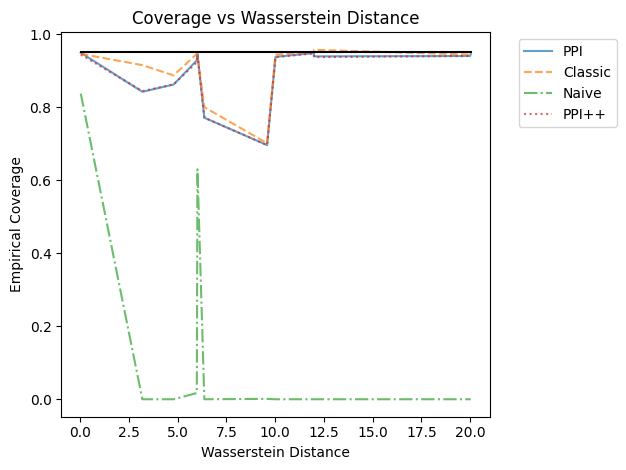 Coverage vs Wasserstein Distance
Empirical Coverage
1.0
0.8
0.6
0.4
0.2
0.0
0.0 2.5 5.0 7.5 10.0 12.5 15.0 17.5 20.0
Wasserstein Distance
PPI
Classic
Naive
PPI++